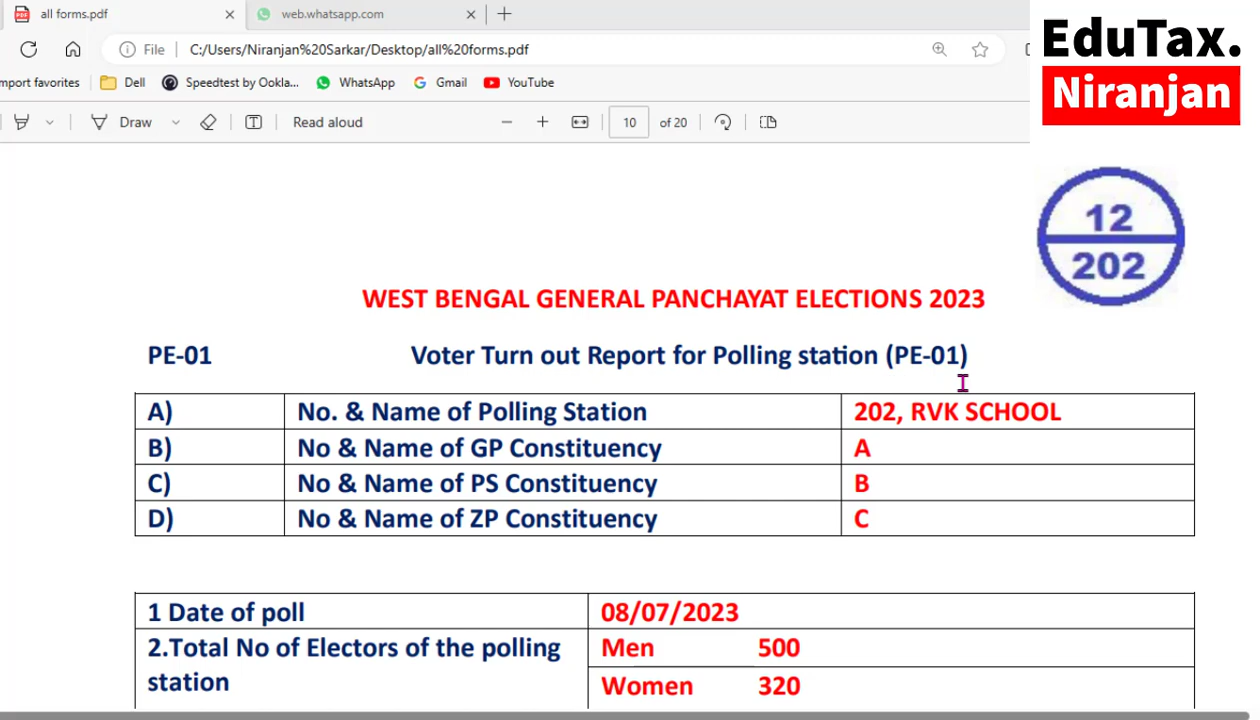 all forms.pdf
web.whatsapp.com
File C:/Users/Niranjan%20Sarkar/Desktop/all%20forms.pdf
mport favorites Dell Speedtest by Ookla... WhatsApp Gmail YouTube
Draw Read aloud 10 of 20
EduTax.
Niranjan
12
202
WEST BENGAL GENERAL PANCHAYAT ELECTIONS 2023
PE-01 Voter Turn out Report for Polling station (PE-01)
A) No. & Name of Polling Station 202, RVK SCHOOL
B) No & Name of GP Constituency A
C) No & Name of PS Constituency B
D) No & Name of ZP Constituency C
1 Date of poll 08/07/2023
2.Total No of Electors of the polling station Men 500
Women 320